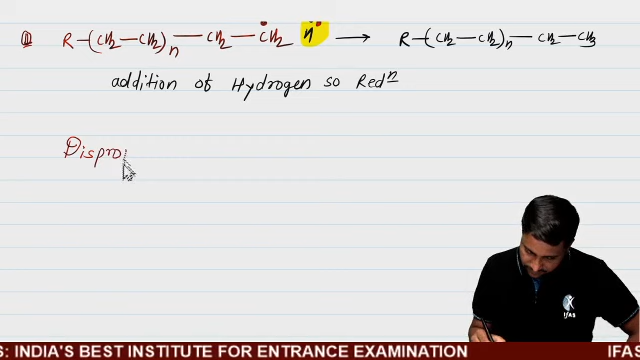 R-(CH2-CH2)n-CH2-CH2 H → R-(CH2-CH2)n-CH2-CH3
addition of Hydrogen so Redn
Dispro
iFAS
S: INDIA'S BEST INSTITUTE FOR ENTRANCE EXAMINATION IFAS